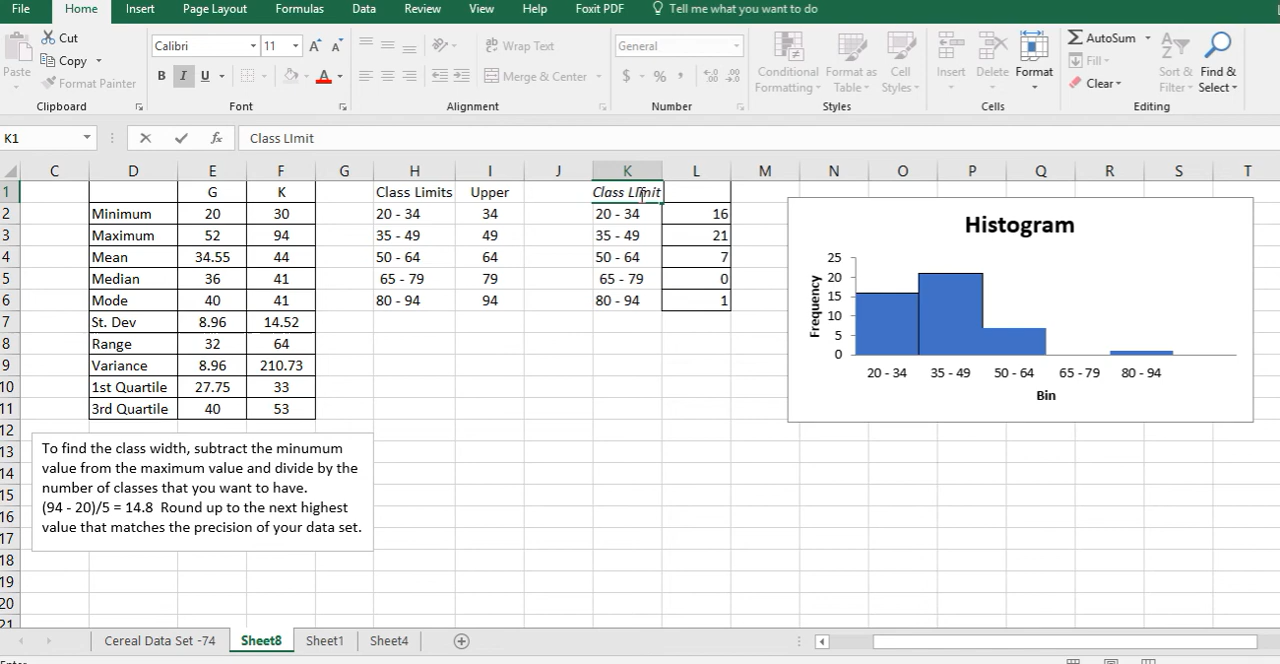 File Home Insert Page Layout Formulas Data Review View Help Foxit PDF Tell me what you want to do
Paste Cut Copy Format Painter Clipboard
Calibri 11 A A B I U A Font
Wrap Text Merge & Center Alignment
General $ % , Number
Conditional Formatting Format as Table Cell Styles Styles
Insert Delete Format Cells
AutoSum Fill Clear Sort & Filter Find & Select Editing
K1 fx Class LImit
C D E F G H I J K L M N O P Q R S T
1 G K Class Limits Upper Class LImit
2 Minimum 20 30 20 - 34 34 20 - 34 16
3 Maximum 52 94 35 - 49 49 35 - 49 21
4 Mean 34.55 44 50 - 64 64 50 - 64 7
5 Median 36 41 65 - 79 79 65 - 79 0
6 Mode 40 41 80 - 94 94 80 - 94 1
7 St. Dev 8.96 14.52
8 Range 32 64
9 Variance 8.96 210.73
10 1st Quartile 27.75 33
11 3rd Quartile 40 53
12
13
14
15
16
17
18
19
20
21
To find the class width, subtract the minumum
value from the maximum value and divide by the
number of classes that you want to have.
(94 - 20)/5 = 14.8 Round up to the next highest
value that matches the precision of your data set.
Histogram
Frequency
25
20
15
10
5
0
20 - 34 35 - 49 50 - 64 65 - 79 80 - 94
Bin
Cereal Data Set -74 Sheet8 Sheet1 Sheet4